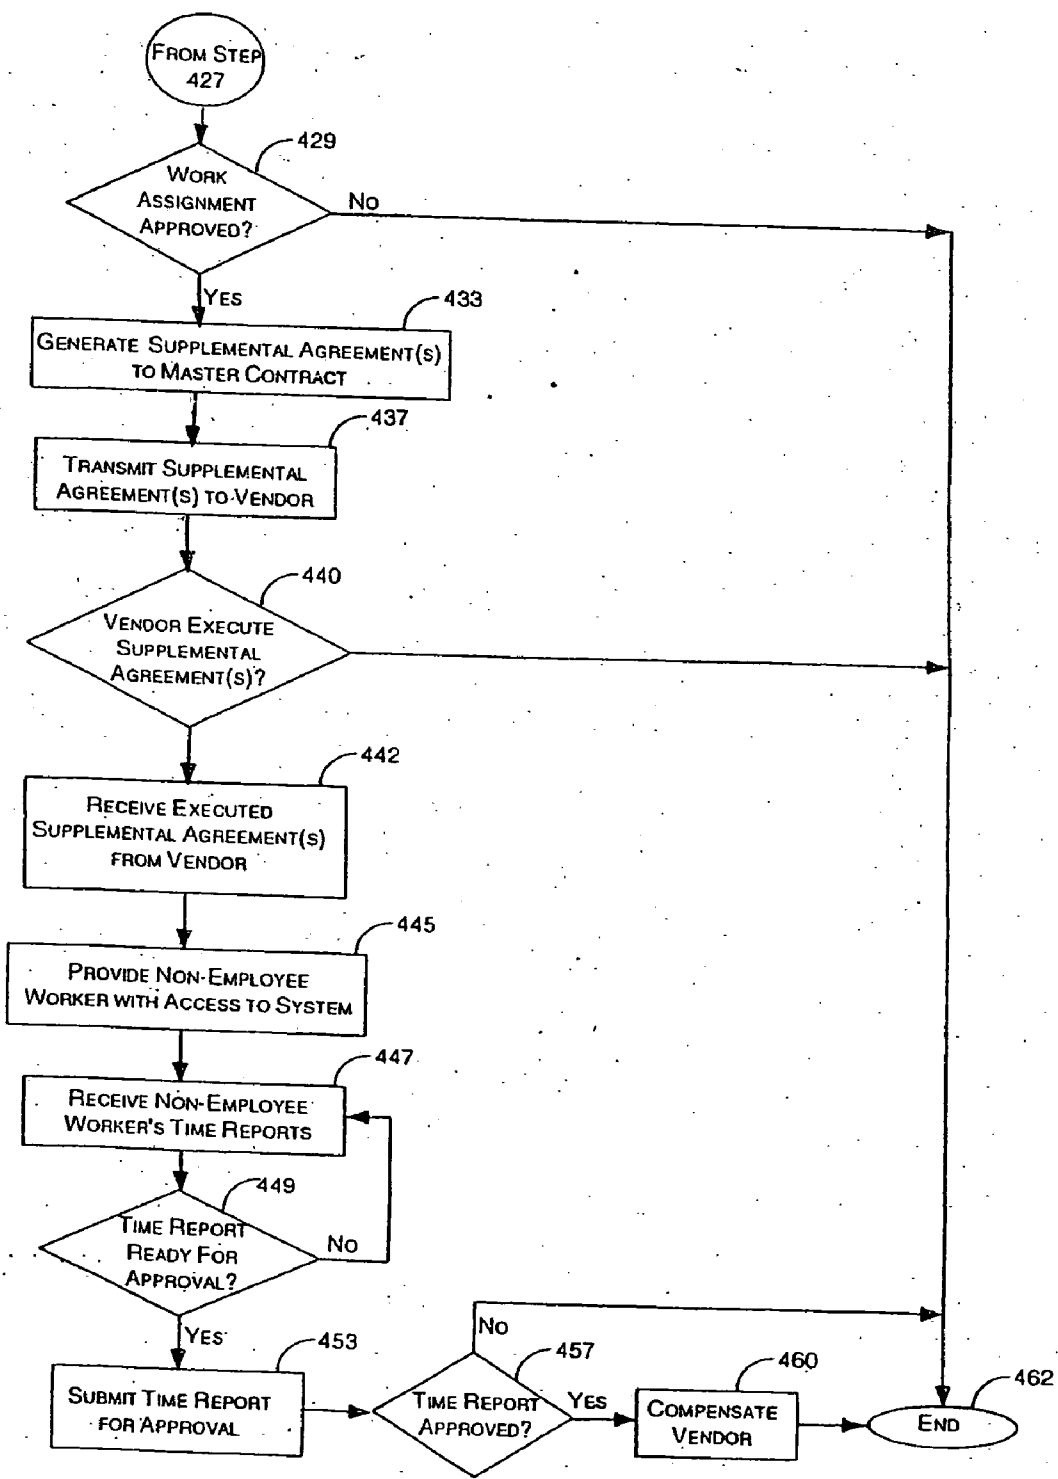 FROM STEP
427
429
WORK
ASSIGNMENT
APPROVED?
NO
YES
433
GENERATE SUPPLEMENTAL AGREEMENT(S)
TO MASTER CONTRACT
437
TRANSMIT SUPPLEMENTAL
AGREEMENT(S) TO VENDOR
440
VENDOR EXECUTE
SUPPLEMENTAL
AGREEMENT(S)?
442
RECEIVE EXECUTED
SUPPLEMENTAL AGREEMENT(S)
FROM VENDOR
445
PROVIDE NON-EMPLOYEE
WORKER WITH ACCESS TO SYSTEM
447
RECEIVE NON-EMPLOYEE
WORKER'S TIME REPORTS
449
TIME REPORT
READY FOR
APPROVAL?
NO
YES
453
SUBMIT TIME REPORT
FOR APPROVAL
NO
457
TIME REPORT
APPROVED?
YES
460
COMPENSATE
VENDOR
462
END